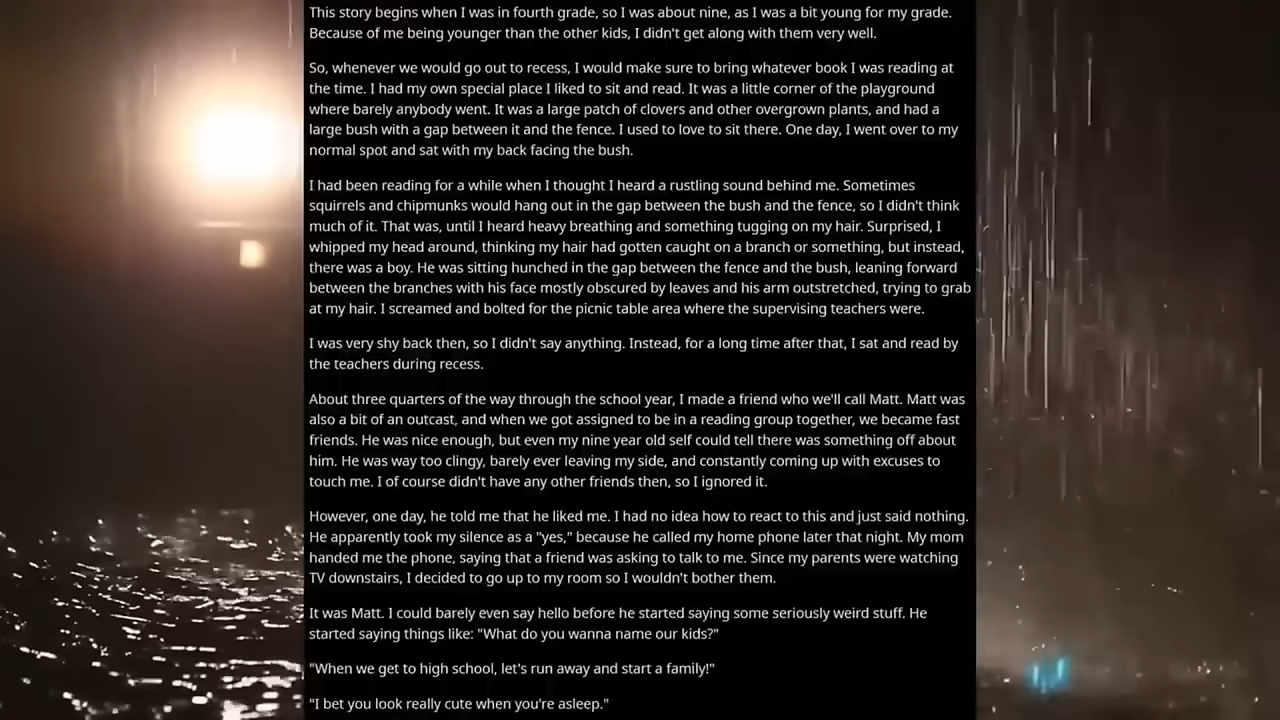 This story begins when I was in fourth grade, so I was about nine, as I was a bit young for my grade.
Because of me being younger than the other kids, I didn't get along with them very well.
So, whenever we would go out to recess, I would make sure to bring whatever book I was reading at
the time. I had my own special place I liked to sit and read. It was a little corner of the playground
where barely anybody went. It was a large patch of clovers and other overgrown plants, and had a
large bush with a gap between it and the fence. I used to love to sit there. One day, I went over to my
normal spot and sat with my back facing the bush.
I had been reading for a while when I thought I heard a rustling sound behind me. Sometimes
squirrels and chipmunks would hang out in the gap between the bush and the fence, so I didn't think
much of it. That was, until I heard heavy breathing and something tugging on my hair. Surprised, I
whipped my head around, thinking my hair had gotten caught on a branch or something, but instead,
there was a boy. He was sitting hunched in the gap between the fence and the bush, leaning forward
between the branches with his face mostly obscured by leaves and his arm outstretched, trying to grab
at my hair. I screamed and bolted for the picnic table area where the supervising teachers were.
I was very shy back then, so I didn't say anything. Instead, for a long time after that, I sat and read by
the teachers during recess.
About three quarters of the way through the school year, I made a friend who we'll call Matt. Matt was
also a bit of an outcast, and when we got assigned to be in a reading group together, we became fast
friends. He was nice enough, but even my nine year old self could tell there was something off about
him. He was way too clingy, barely ever leaving my side, and constantly coming up with excuses to
touch me. I of course didn't have any other friends then, so I ignored it.
However, one day, he told me that he liked me. I had no idea how to react to this and just said nothing.
He apparently took my silence as a "yes," because he called my home phone later that night. My mom
handed me the phone, saying that a friend was asking to talk to me. Since my parents were watching
TV downstairs, I decided to go up to my room so I wouldn't bother them.
It was Matt. I could barely even say hello before he started saying some seriously weird stuff. He
started saying things like: "What do you wanna name our kids?"
"When we get to high school, let's run away and start a family!"
"I bet you look really cute when you're asleep."